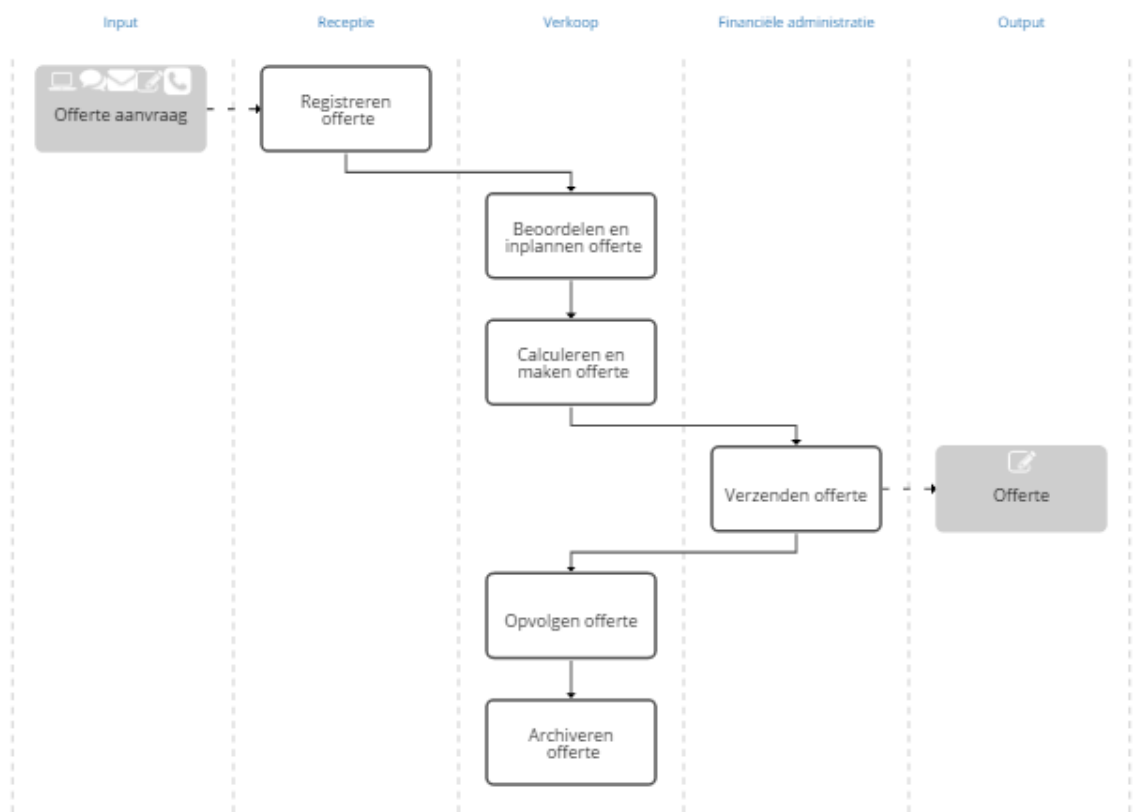 Input
Receptie
Verkoop
Financiële administratie
Output
Offerte aanvraag
Registreren
offerte
Beoordelen en
inplannen offerte
Calculeren en
maken offerte
Verzenden offerte
Offerte
Opvolgen offerte
Archiveren
offerte